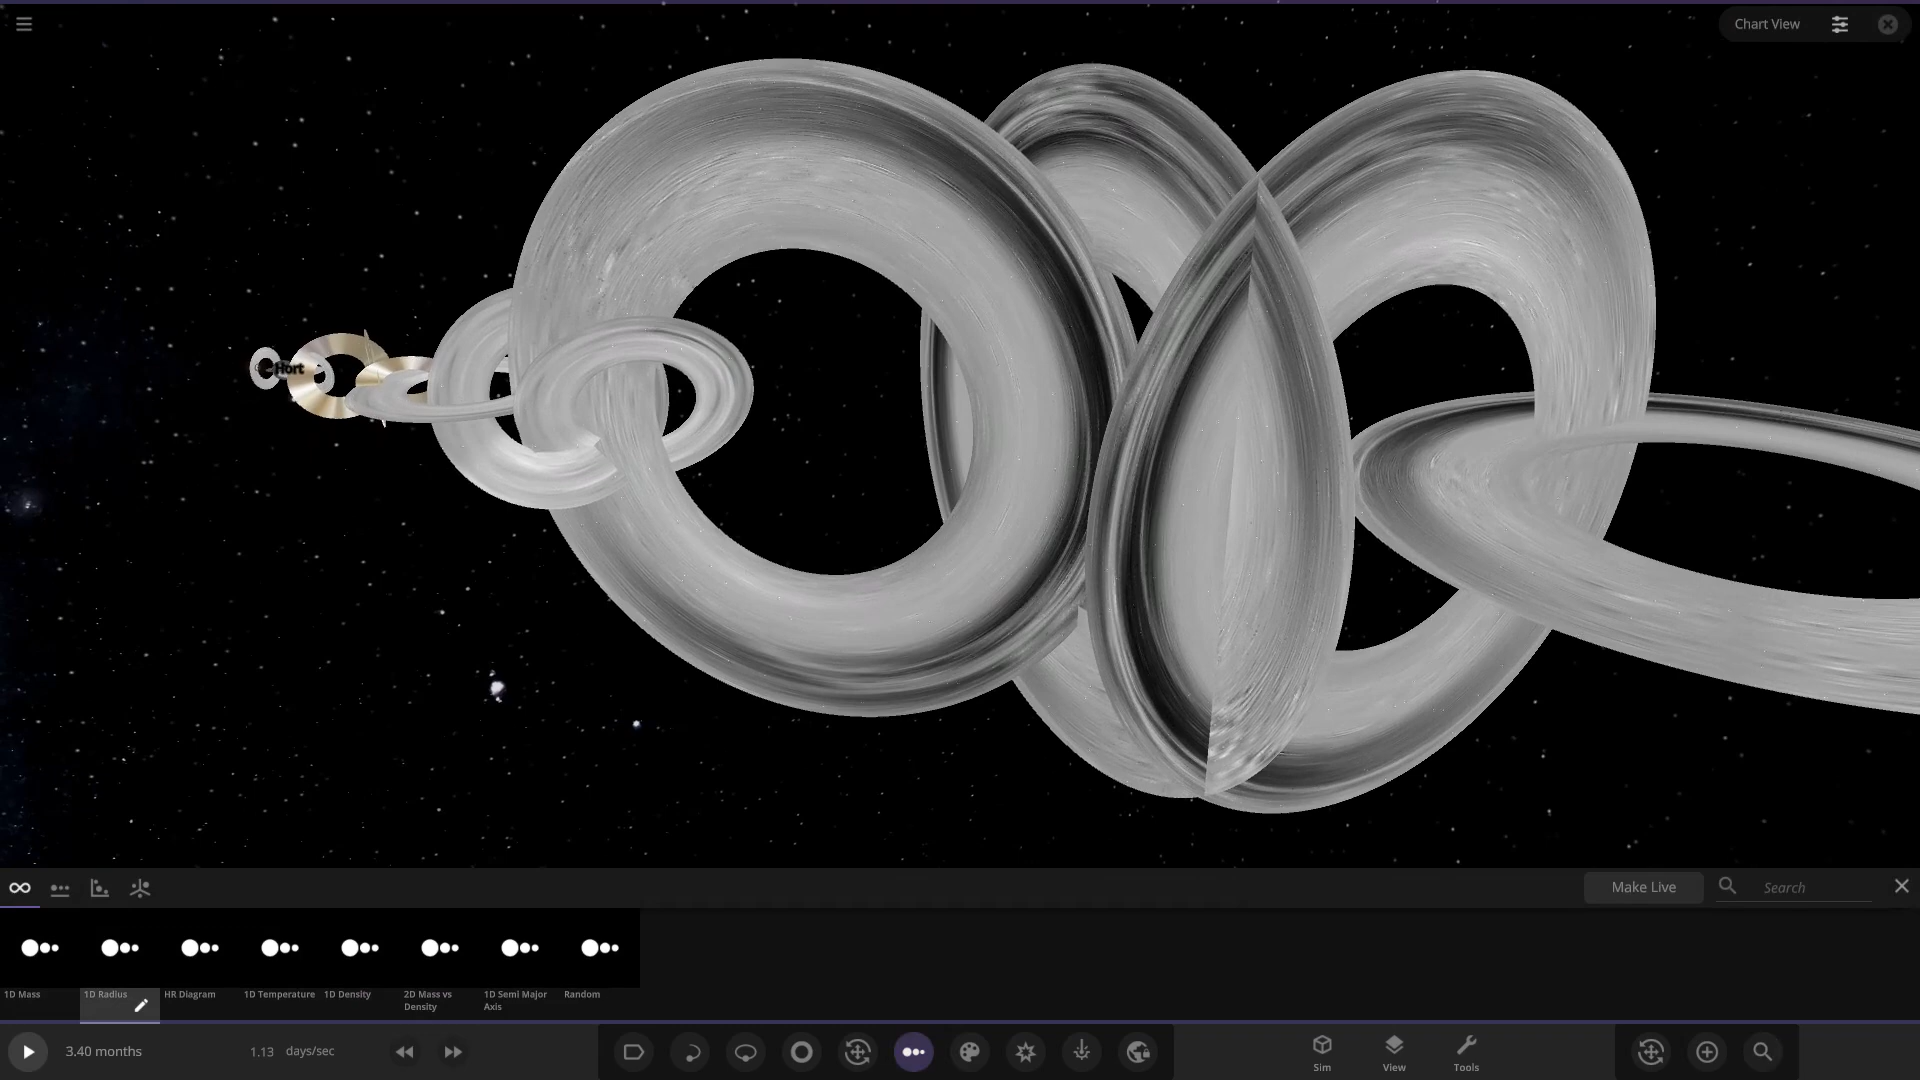 Chart View
Hort
Make Live
Search
1D Mass
1D Radius
HR Diagram
1D Temperature
1D Density
2D Mass vs
Density
1D Semi Major
Axis
Random
3.40 months
1.13 days/sec
Sim
View
Tools